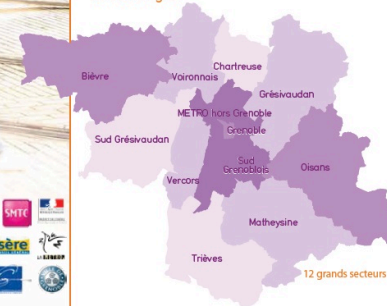 Chartreuse
Bièvre
Voironnais
Grésivaudan
METRO hors Grenoble
Grenoble
Sud Grésivaudan
Sud
Grenoblois
Oisans
Vercors
Matheysine
Trièves
12 grands secteurs
SMTC
isère